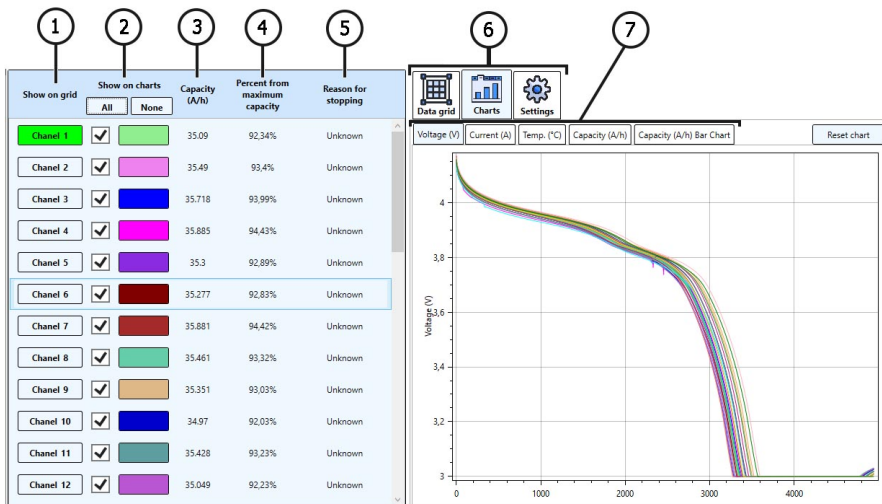 1 2 3 4 5 6 7
Show on grid
Show on charts
All None
Capacity
(A/h)
Percent from
maximum
capacity
Reason for
stopping
Chanel 1 35.09 92,34% Unknown
Chanel 2 35.49 93,4% Unknown
Chanel 3 35.718 93,99% Unknown
Chanel 4 35.885 94,43% Unknown
Chanel 5 35.3 92,89% Unknown
Chanel 6 35.277 92,83% Unknown
Chanel 7 35.881 94,42% Unknown
Chanel 8 35.461 93,32% Unknown
Chanel 9 35.351 93,03% Unknown
Chanel 10 34.97 92,03% Unknown
Chanel 11 35.428 93,23% Unknown
Chanel 12 35.049 92,23% Unknown
Data grid Charts Settings
Voltage (V) Current (A) Temp. (°C) Capacity (A/h) Capacity (A/h) Bar Chart Reset chart
Voltage (V)
4
3,8
3,6
3,4
3,2
3
0 1000 2000 3000 4000